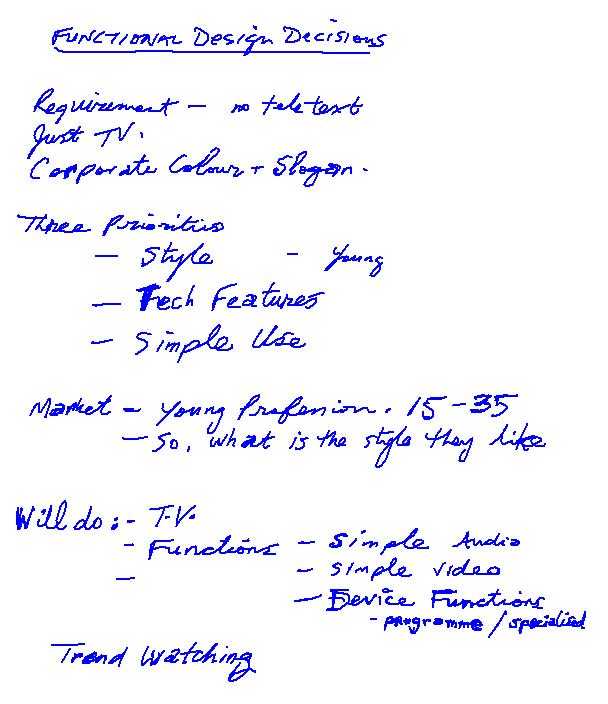 FUNCTIONAL Design Decisions
Requirement – no teletext
Just TV.
Corporate Colour + Slogan.
Three Priorities
– Style - Young
– Tech Features
– Simple Use
Market – Young Profession. 15-35
– So, what is the style they like
Will do :- T.V.
- Functions – Simple Audio
- – Simple video
– Device Functions
- programme / specialised
Trend Watching